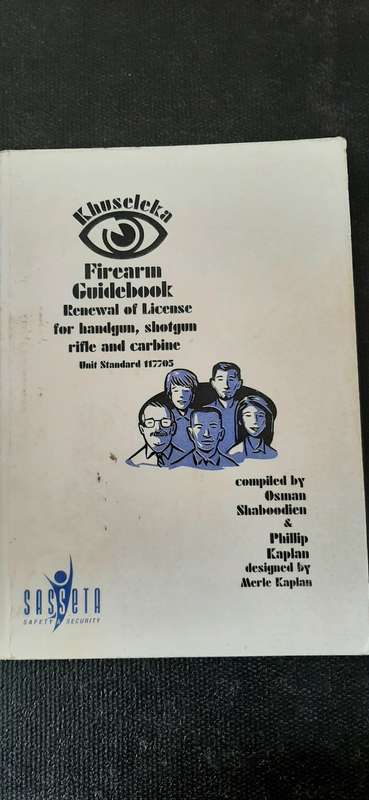 Khuseleka
Firearm
Guidebook
Renewal of License
for handgun, shotgun
rifle and carbine
Unit Standard 117705
compiled by
Osman
Shaboodien
&
Phillip
Kaplan
designed by
Merle Kaplan
SASSETA
SAFETY & SECURITY